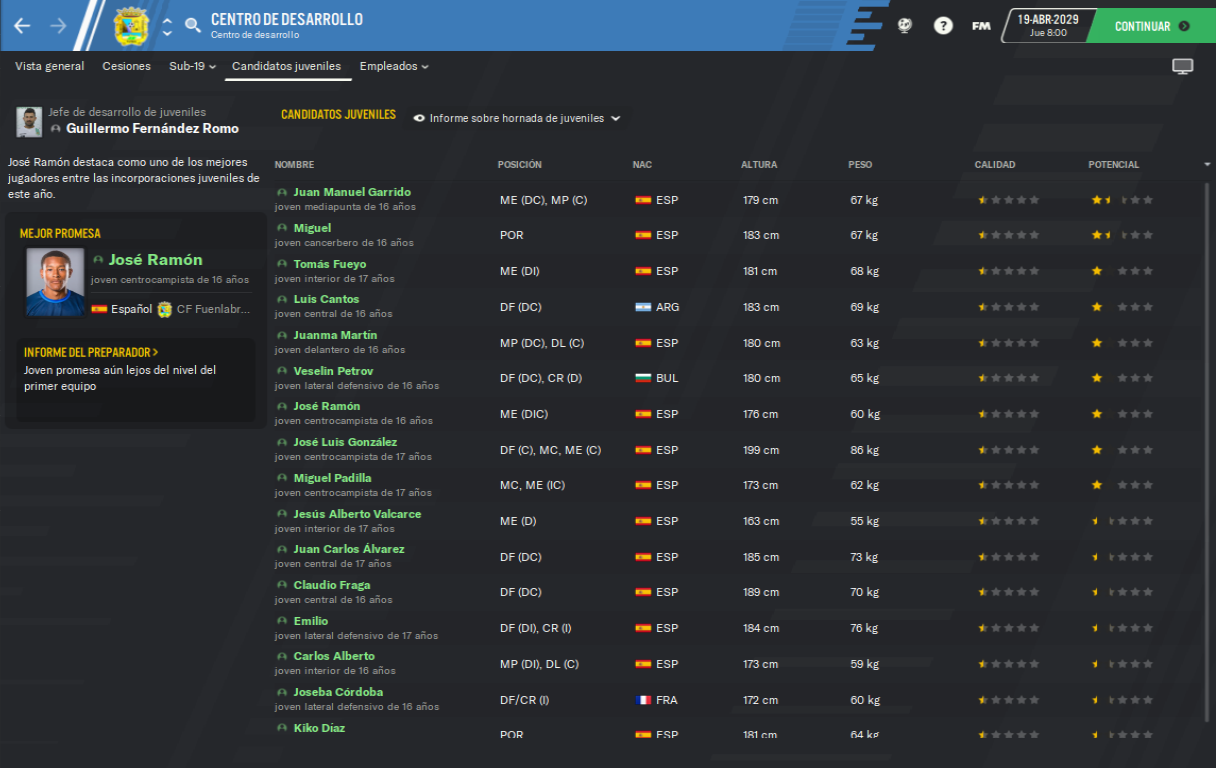 CENTRO DE DESARROLLO
Centro de desarrollo
?
FM
19-ABR-2029
Jue 8:00
CONTINUAR
Vista general Cesiones Sub-19 Candidatos juveniles Empleados
Jefe de desarrollo de juveniles
Guillermo Fernández Romo
José Ramón destaca como uno de los mejores
jugadores entre las incorporaciones juveniles de
este año.
MEJOR PROMESA
José Ramón
joven centrocampista de 16 años
Español CF Fuenlabr...
INFORME DEL PREPARADOR >
Joven promesa aún lejos del nivel del
primer equipo
CANDIDATOS JUVENILES Informe sobre hornada de juveniles
NOMBRE POSICIÓN NAC ALTURA PESO CALIDAD POTENCIAL
Juan Manuel Garrido
joven mediapunta de 16 años
ME (DC), MP (C) ESP 179 cm 67 kg
Miguel
joven cancerbero de 16 años
POR ESP 183 cm 67 kg
Tomás Fueyo
joven interior de 17 años
ME (DI) ESP 181 cm 68 kg
Luis Cantos
joven central de 16 años
DF (DC) ARG 183 cm 69 kg
Juanma Martín
joven delantero de 16 años
MP (DC), DL (C) ESP 180 cm 63 kg
Veselin Petrov
joven lateral defensivo de 16 años
DF (DC), CR (D) BUL 180 cm 65 kg
José Ramón
joven centrocampista de 16 años
ME (DIC) ESP 176 cm 60 kg
José Luis González
joven centrocampista de 17 años
DF (C), MC, ME (C) ESP 199 cm 86 kg
Miguel Padilla
joven centrocampista de 17 años
MC, ME (IC) ESP 173 cm 62 kg
Jesús Alberto Valcarce
joven interior de 17 años
ME (D) ESP 163 cm 55 kg
Juan Carlos Álvarez
joven central de 17 años
DF (DC) ESP 185 cm 73 kg
Claudio Fraga
joven central de 16 años
DF (DC) ESP 189 cm 70 kg
Emilio
joven lateral defensivo de 17 años
DF (DI), CR (I) ESP 184 cm 76 kg
Carlos Alberto
joven interior de 16 años
MP (DI), DL (C) ESP 173 cm 59 kg
Joseba Córdoba
joven lateral defensivo de 16 años
DF/CR (I) FRA 172 cm 60 kg
Kiko Díaz
POR ESP 181 cm 64 kg